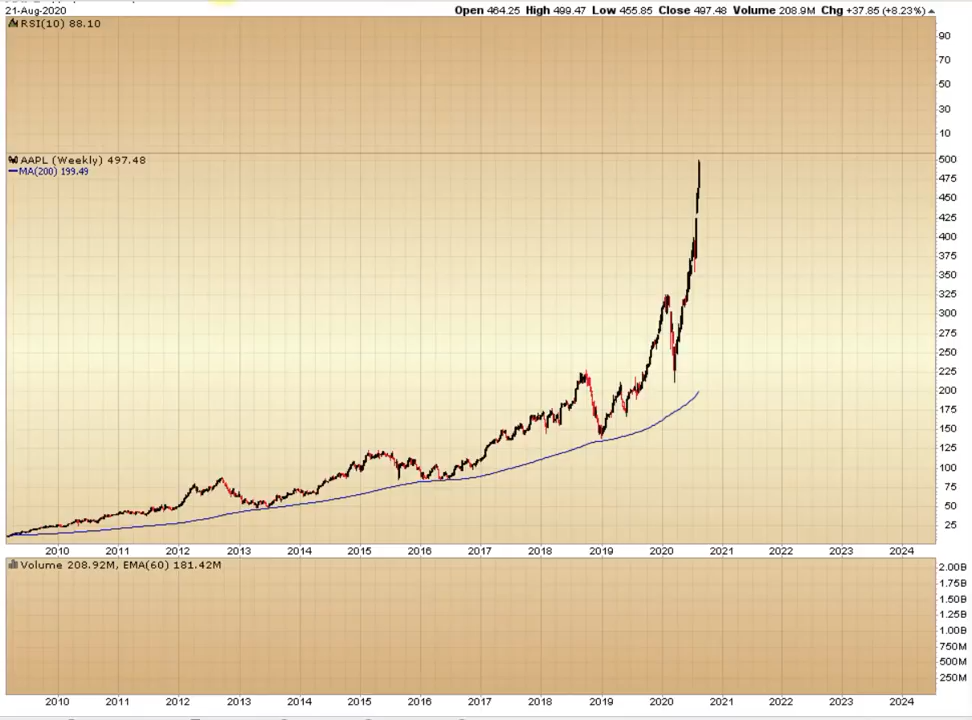 21-Aug-2020 Open 464.25 High 499.47 Low 455.85 Close 497.48 Volume 208.9M Chg +37.85 (+8.23%)
RSI(10) 88.10
90
70
50
30
10
AAPL (Weekly) 497.48
MA(200) 199.49
500
475
450
425
400
375
350
325
300
275
250
225
200
175
150
125
100
75
50
25
2010 2011 2012 2013 2014 2015 2016 2017 2018 2019 2020 2021 2022 2023 2024
Volume 208.92M, EMA(60) 181.42M
2.00B
1.75B
1.50B
1.25B
1.00B
750M
500M
250M
2010 2011 2012 2013 2014 2015 2016 2017 2018 2019 2020 2021 2022 2023 2024